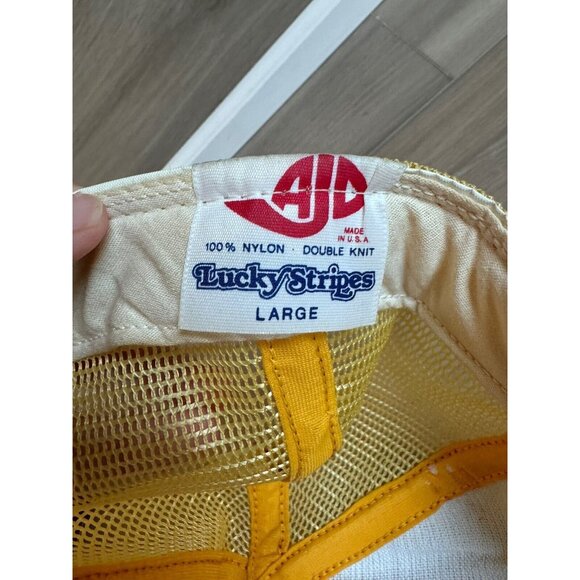 AJD
MADE
IN U.S.A.
100% NYLON · DOUBLE KNIT
Lucky Stripes
LARGE